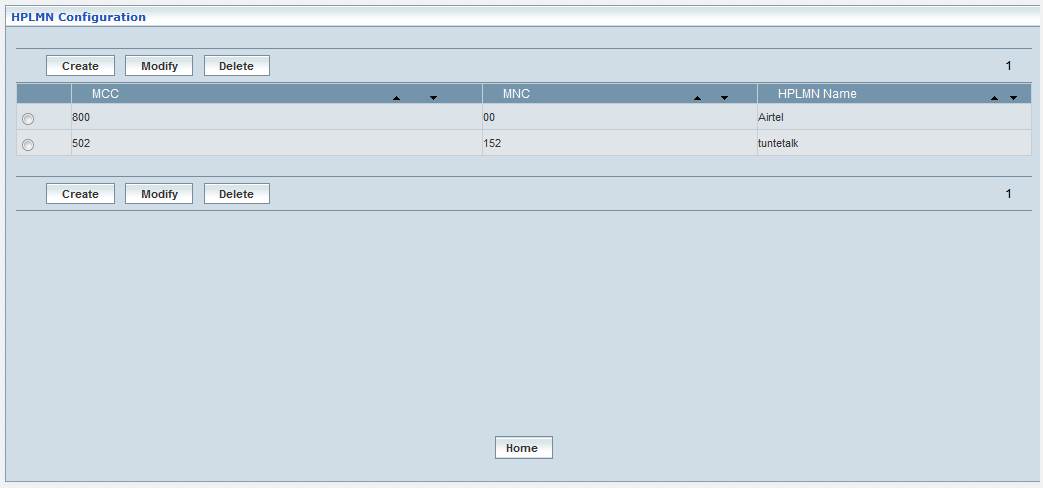 HPLMN Configuration
Create Modify Delete 1
MCC MNC HPLMN Name
800 00 Airtel
502 152 tuntetalk
Create Modify Delete 1
Home